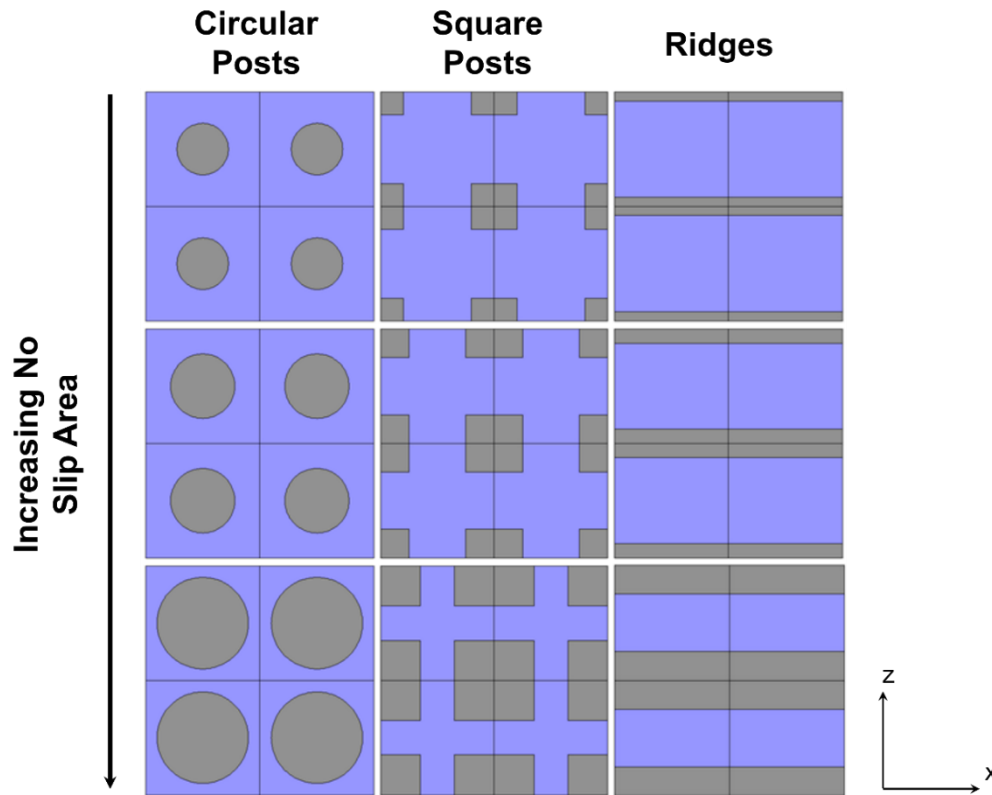 Circular
Posts
Square
Posts
Ridges
Increasing No
Slip Area
z
x